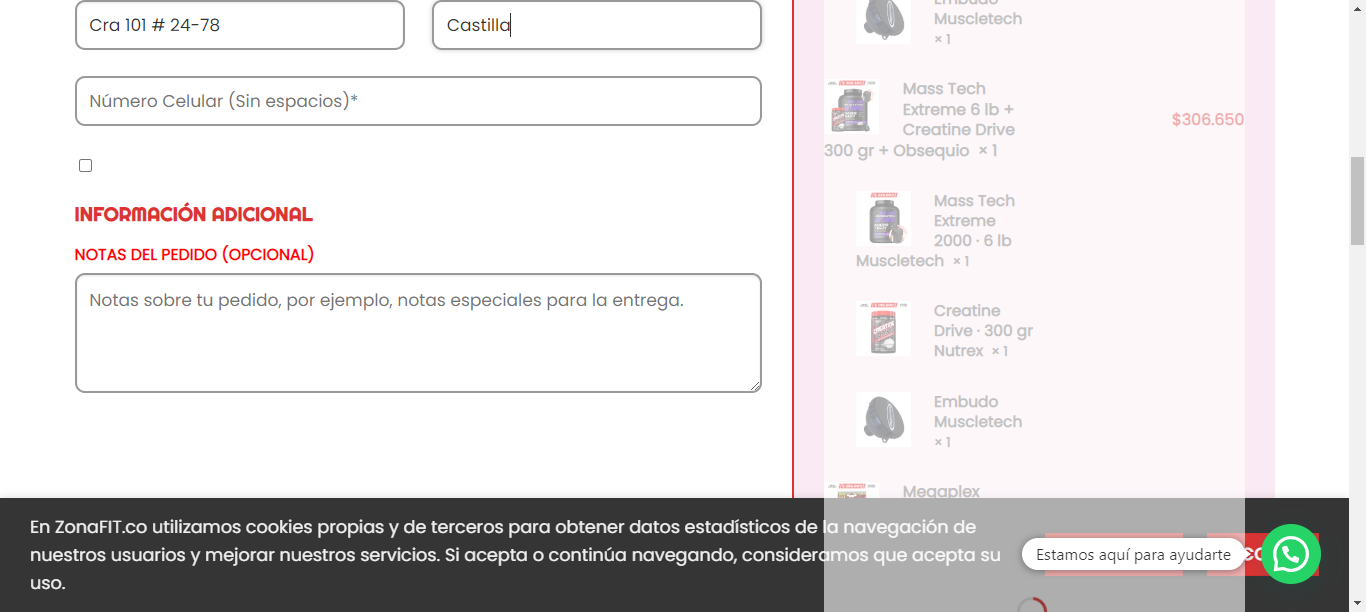 Cra 101 # 24-78
Castilla
Número Celular (Sin espacios)*
INFORMACIÓN ADICIONAL
NOTAS DEL PEDIDO (OPCIONAL)
Notas sobre tu pedido, por ejemplo, notas especiales para la entrega.
Embudo
Muscletech
× 1
Mass Tech
Extreme 6 lb +
Creatine Drive
300 gr + Obsequio × 1
$306.650
Mass Tech
Extreme
2000 · 6 lb
Muscletech × 1
Creatine
Drive · 300 gr
Nutrex × 1
Embudo
Muscletech
× 1
Megaplex
En ZonaFIT.co utilizamos cookies propias y de terceros para obtener datos estadísticos de la navegación de
nuestros usuarios y mejorar nuestros servicios. Si acepta o continúa navegando, consideramos que acepta su
uso.
Estamos aquí para ayudarte